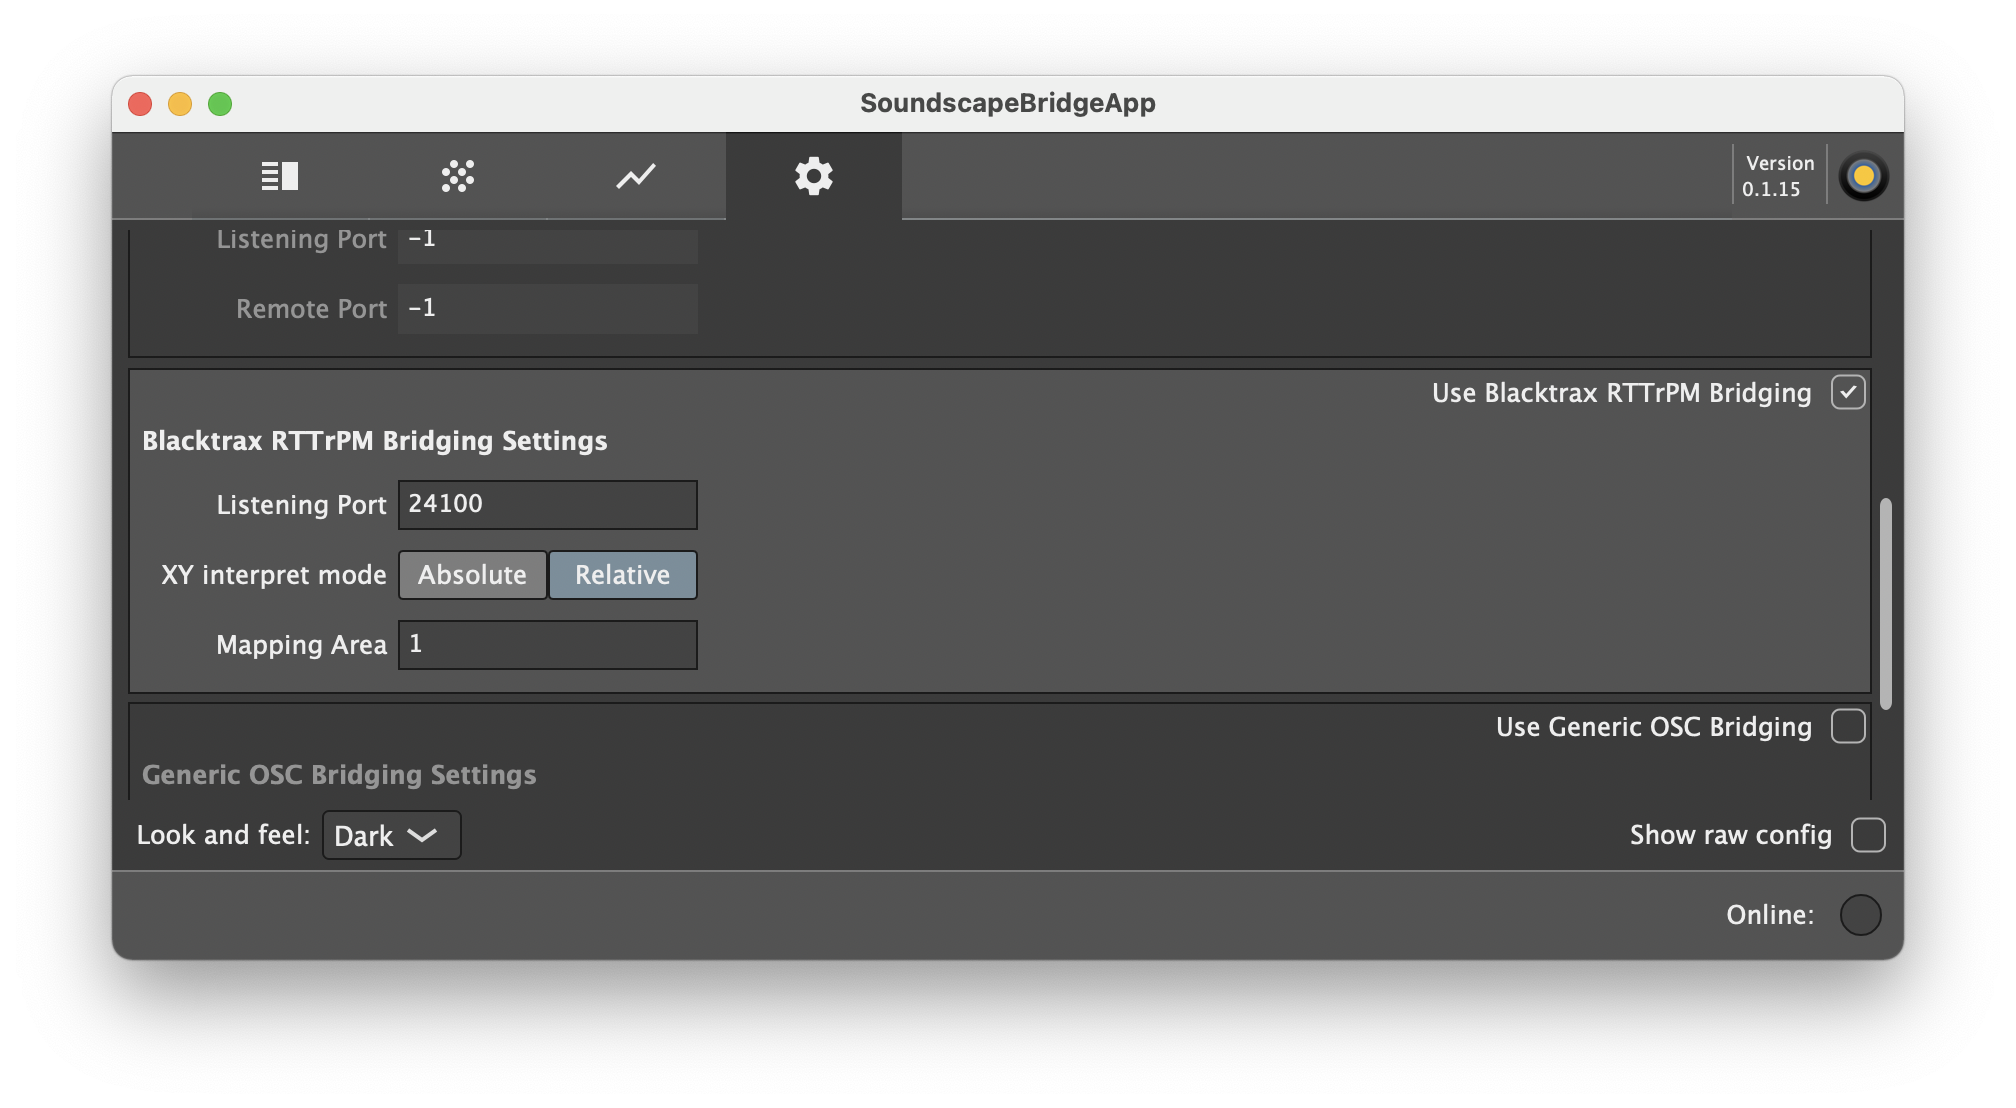 SoundscapeBridgeApp
Version
0.1.15
Listening Port -1
Remote Port -1
Use Blacktrax RTTrPM Bridging
Blacktrax RTTrPM Bridging Settings
Listening Port 24100
XY interpret mode Absolute Relative
Mapping Area 1
Use Generic OSC Bridging
Generic OSC Bridging Settings
Look and feel: Dark
Show raw config
Online: